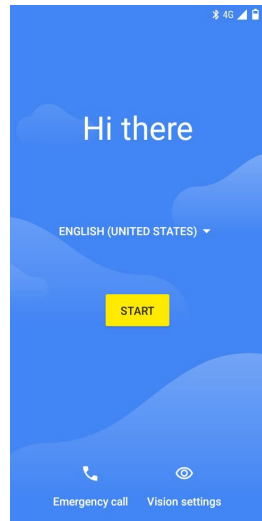 4G
Hi there
ENGLISH (UNITED STATES)
START
Emergency call Vision settings